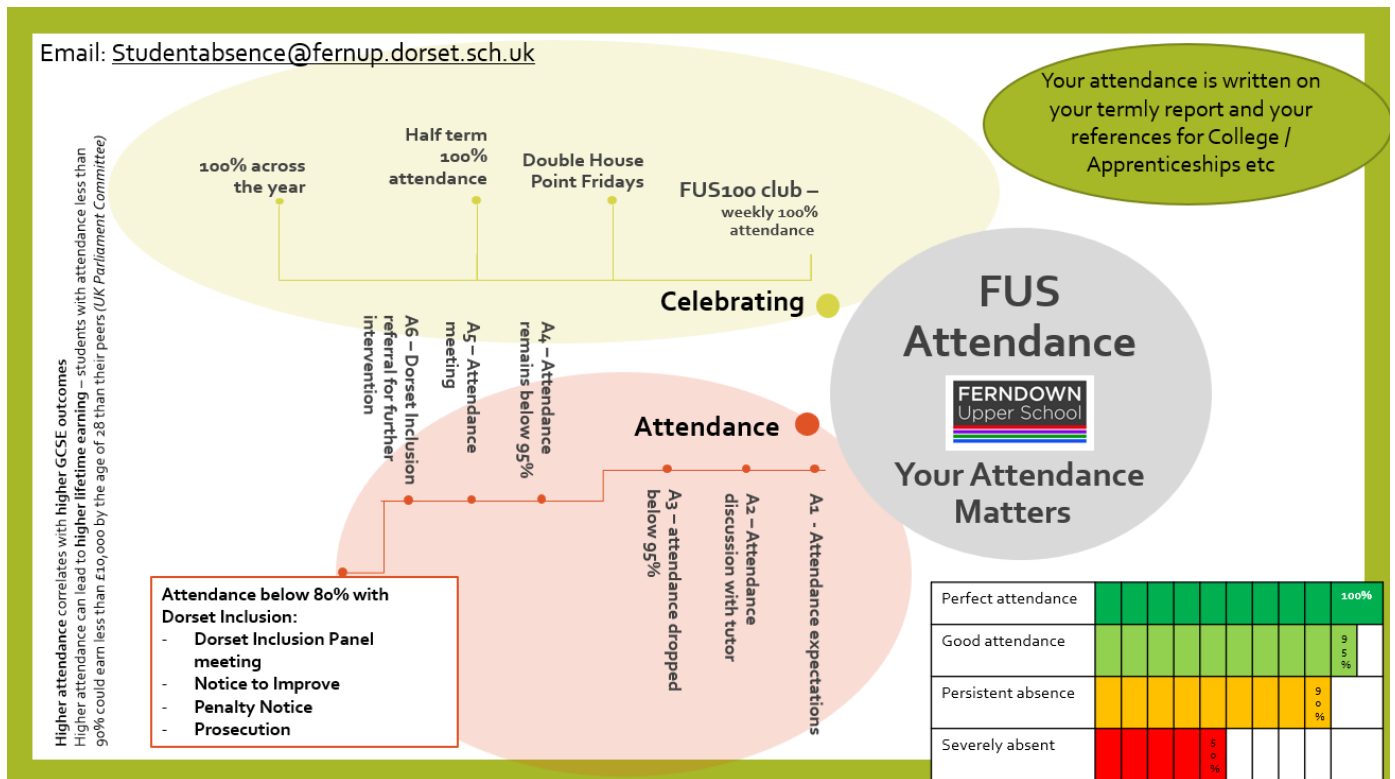 Email: Studentabsence@fernup.dorset.sch.uk
Your attendance is written on
your termly report and your
references for College /
Apprenticeships etc
100% across
the year
Half term
100%
attendance
Double House
Point Fridays
FUS100 club –
weekly 100%
attendance
Celebrating
FUS
Attendance
FERNDOWN
Upper School
Your Attendance
Matters
Attendance
A1 - Attendance expectations
A2 – Attendance
discussion with tutor
A3 – attendance dropped
below 95%
A4 – Attendance
remains below 95%
A5 – Attendance
meeting
A6 – Dorset Inclusion
referral for further
intervention
Attendance below 80% with
Dorset Inclusion:
- Dorset Inclusion Panel
meeting
- Notice to Improve
- Penalty Notice
- Prosecution
Higher attendance correlates with higher GCSE outcomes
Higher attendance can lead to higher lifetime earning – students with attendance less than
90% could earn less than £10,000 by the age of 28 than their peers (UK Parliament Committee)
Perfect attendance 100%
Good attendance 95%
Persistent absence 90%
Severely absent 50%